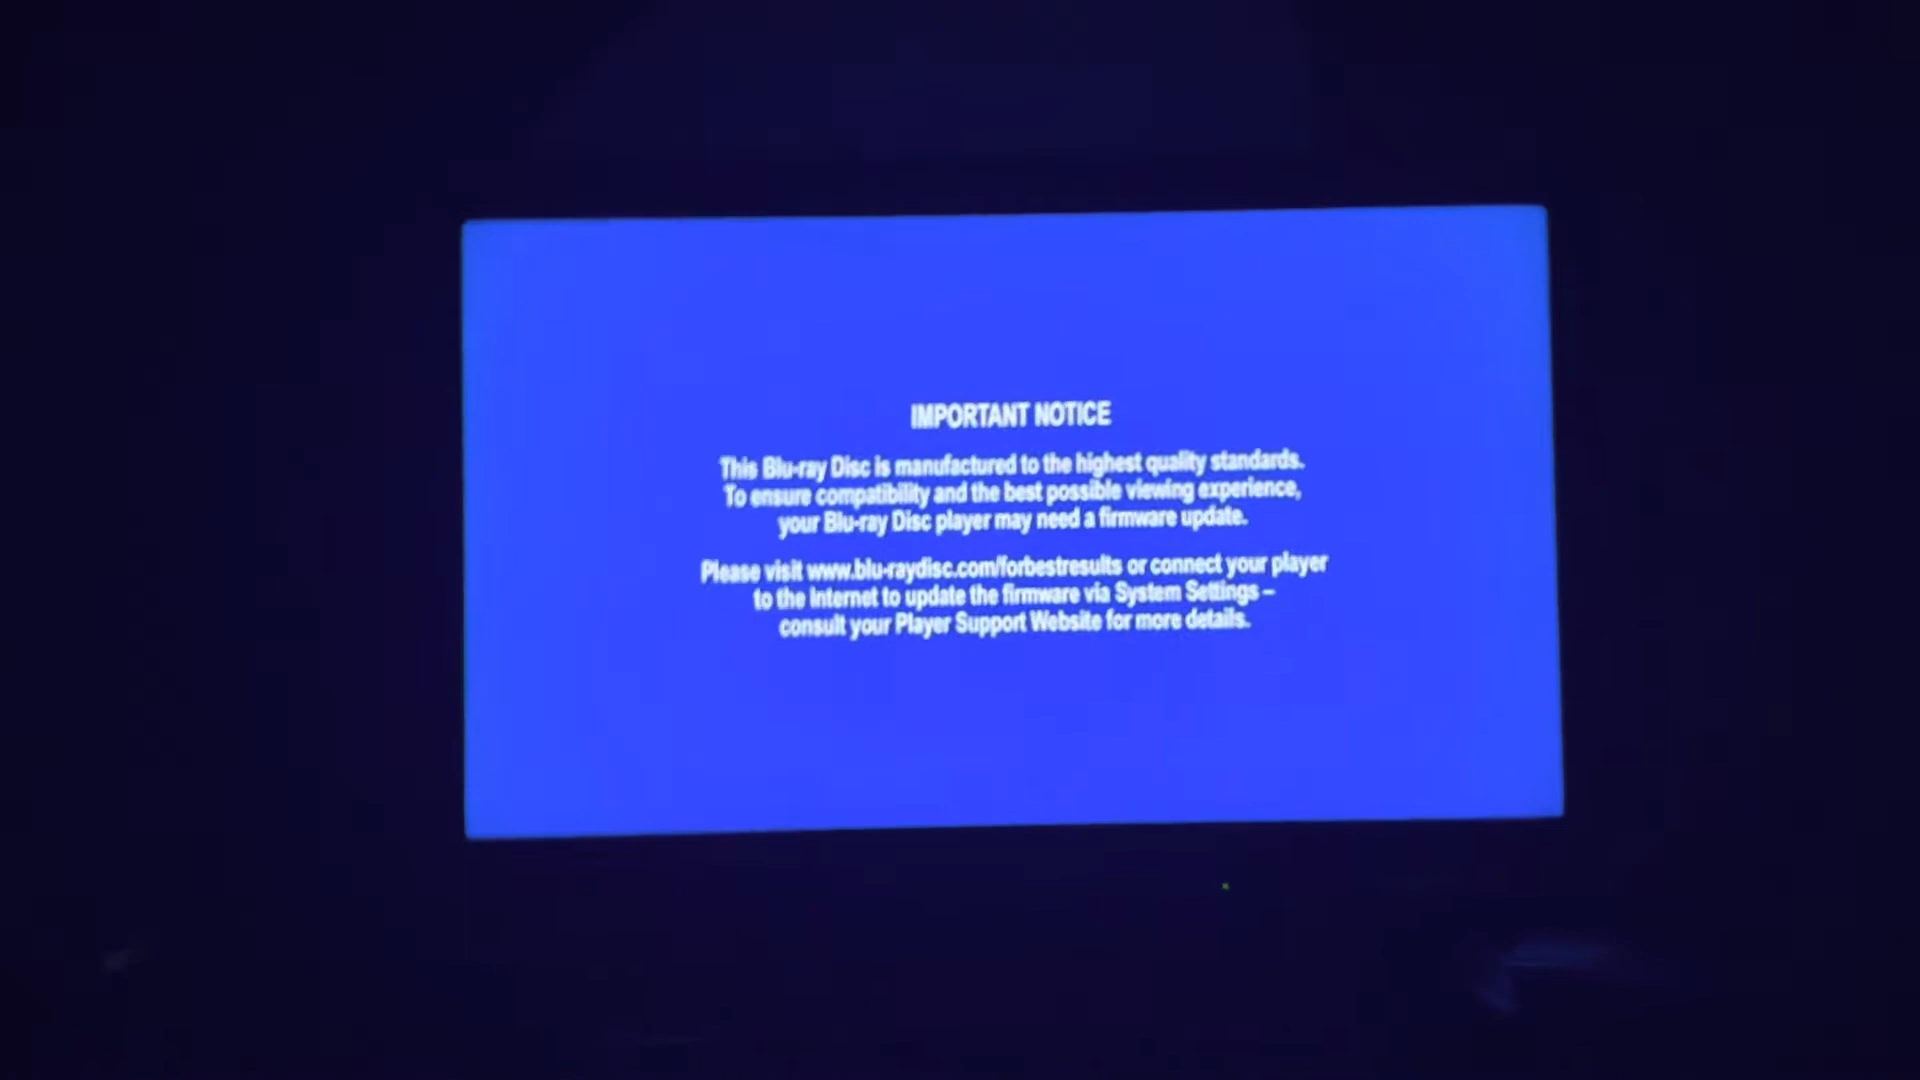 IMPORTANT NOTICE
This Blu-ray Disc is manufactured to the highest quality standards.
To ensure compatibility and the best possible viewing experience,
your Blu-ray Disc player may need a firmware update.
Please visit www.blu-raydisc.com/forbestresults or connect your player
to the internet to update the firmware via System Settings –
consult your Player Support Website for more details.